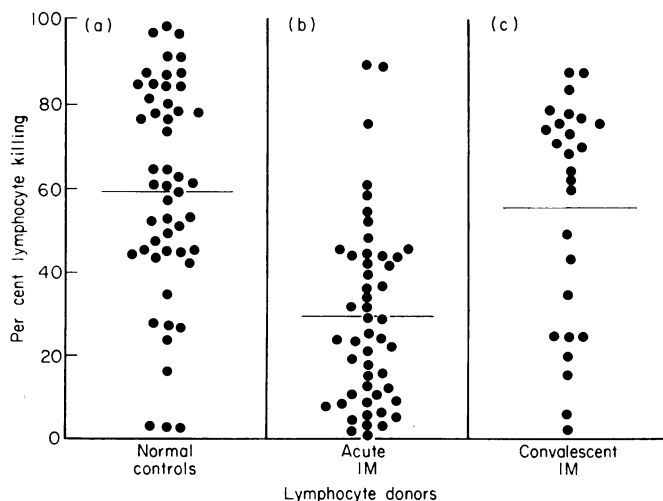 Per cent lymphocyte killing
100
80
60
40
20
0
(a)
(b)
(c)
Normal
controls
Acute
IM
Convalescent
IM
Lymphocyte donors